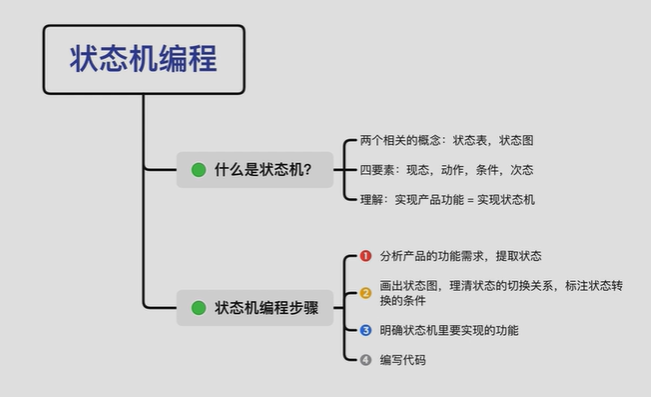 状态机编程
什么是状态机?
两个相关的概念：状态表，状态图
四要素：现态，动作，条件，次态
理解：实现产品功能 = 实现状态机
状态机编程步骤
1 分析产品的功能需求，提取状态
2 画出状态图，理清状态的切换关系，标注状态转
换的条件
3 明确状态机里要实现的功能
4 编写代码